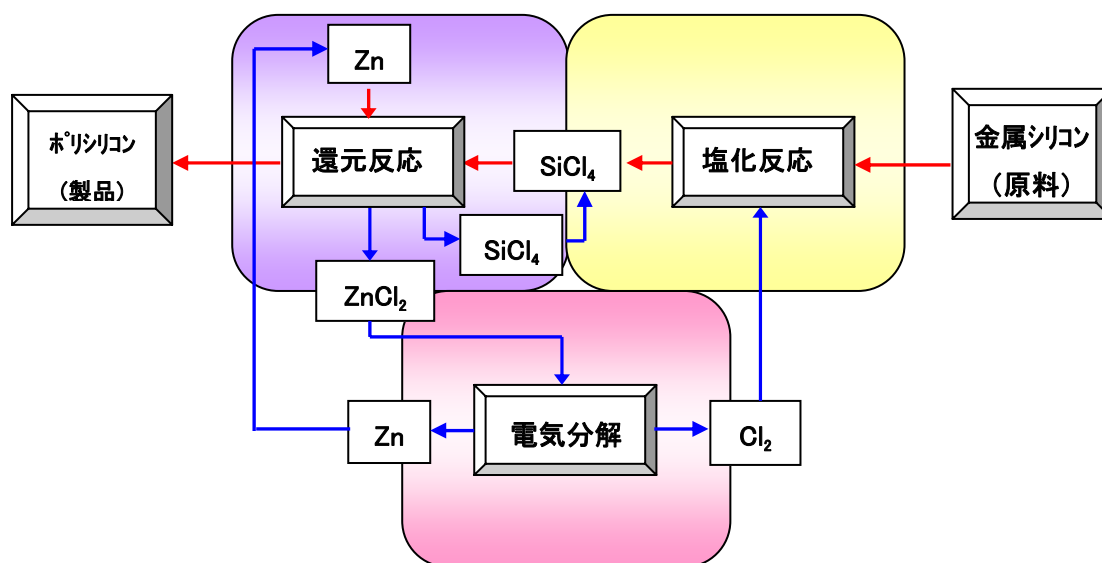 Zn
ポリシリコン
(製品)
還元反応
SiCl₄
塩化反応
金属シリコン
(原料)
SiCl₄
ZnCl₂
Zn
電気分解
Cl₂